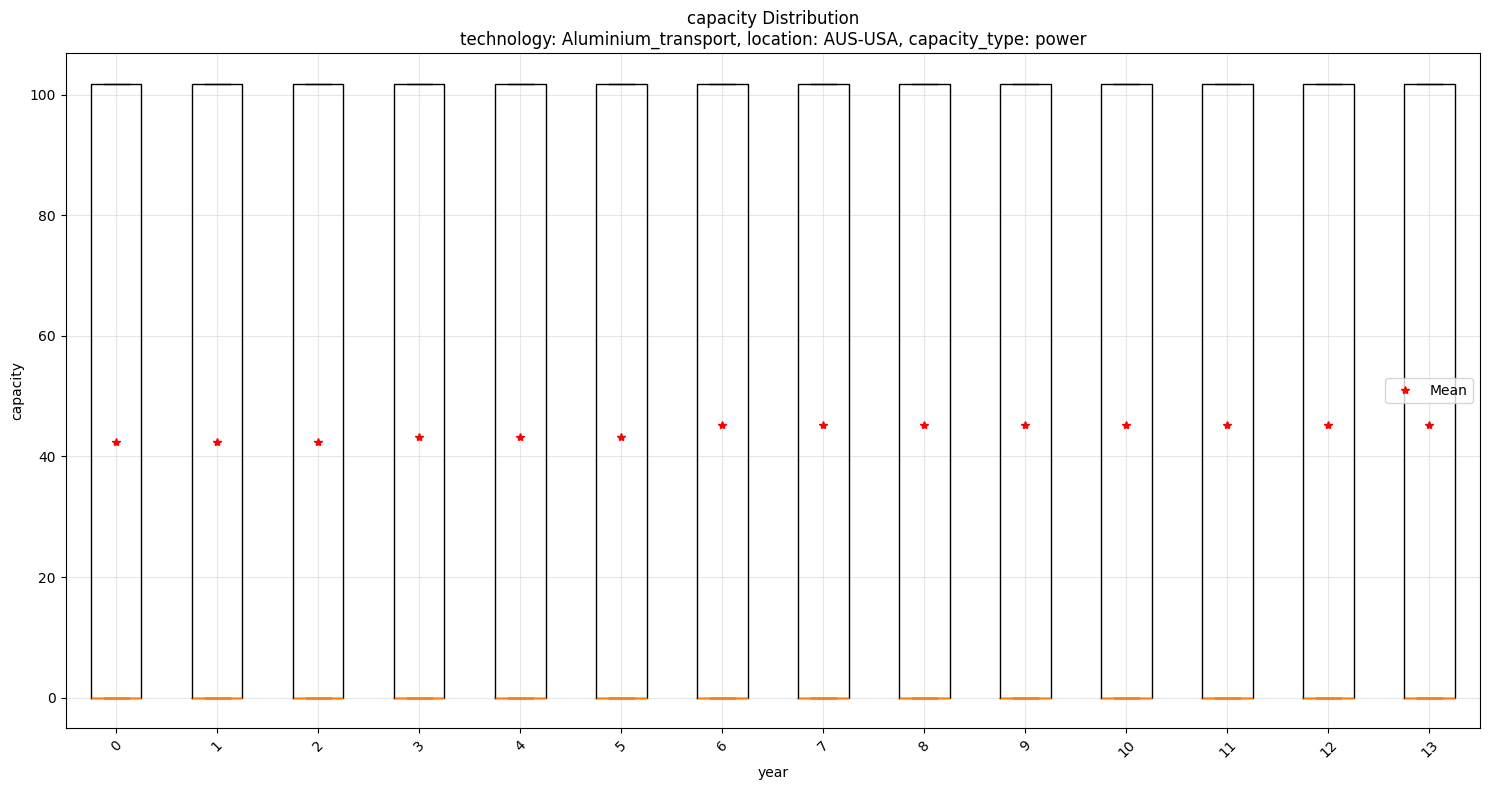 capacity Distribution
technology: Aluminium_transport, location: AUS-USA, capacity_type: power
100
80
60
40
20
0
capacity
Mean
0 1 2 3 4 5 6 7 8 9 10 11 12 13
year